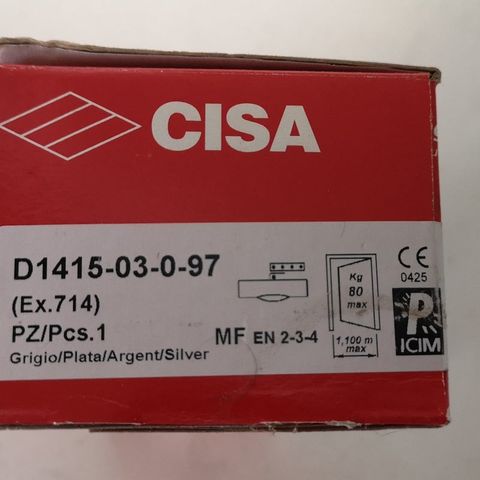 CISA
D1415-03-0-97
(Ex.714)
PZ/Pcs.1
Grigio/Plata/Argent/Silver
MF EN 2-3-4
Kg
80
max
1,100 m
max
CE
0425
P
ICIM